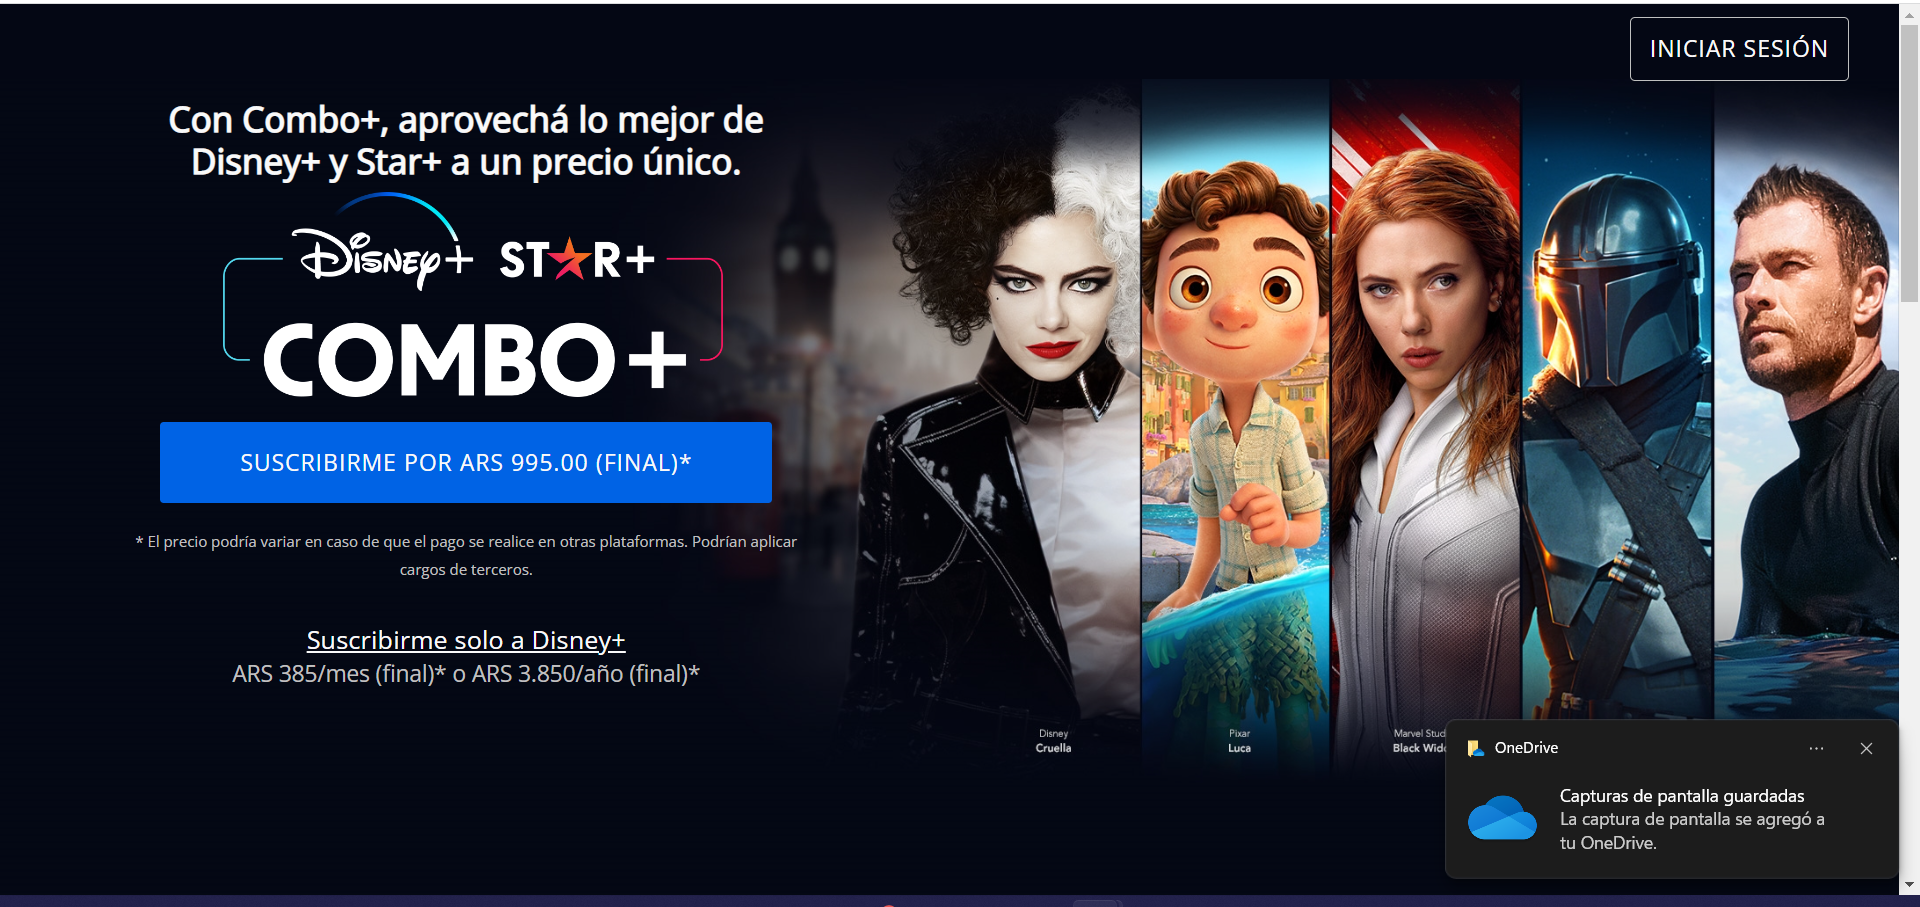 INICIAR SESIÓN
Con Combo+, aprovechá lo mejor de
Disney+ y Star+ a un precio único.
Disney+ STAR+
COMBO+
SUSCRIBIRME POR ARS 995.00 (FINAL)*
* El precio podría variar en caso de que el pago se realice en otras plataformas. Podrían aplicar
cargos de terceros.
Suscribirme solo a Disney+
ARS 385/mes (final)* o ARS 3.850/año (final)*
Disney
Cruella
Pixar
Luca
Marvel
Black
OneDrive
Capturas de pantalla guardadas
La captura de pantalla se agregó a
tu OneDrive.